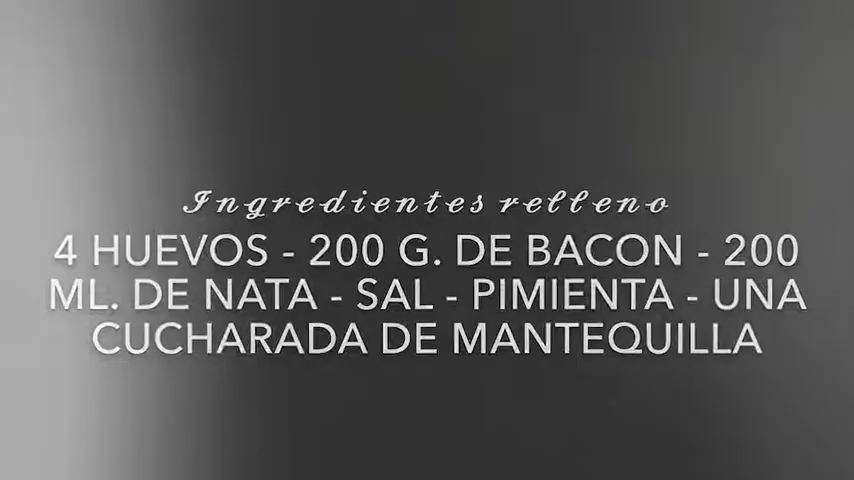 Ingredientes relleno
4 HUEVOS - 200 G. DE BACON - 200
ML. DE NATA - SAL - PIMIENTA - UNA
CUCHARADA DE MANTEQUILLA